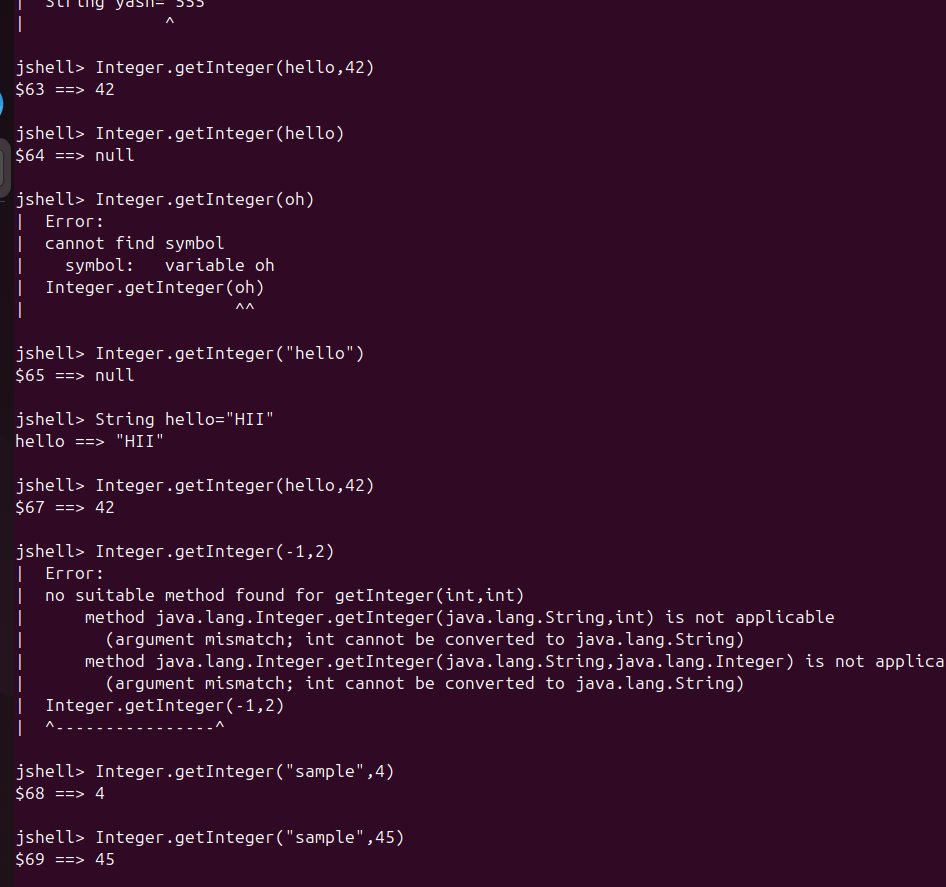 |  String yash="555
|              ^
jshell> Integer.getInteger(hello,42)
$63 ==> 42
jshell> Integer.getInteger(hello)
$64 ==> null
jshell> Integer.getInteger(oh)
|  Error:
|  cannot find symbol
|    symbol:   variable oh
|  Integer.getInteger(oh)
|                     ^^
jshell> Integer.getInteger("hello")
$65 ==> null
jshell> String hello="HII"
hello ==> "HII"
jshell> Integer.getInteger(hello,42)
$67 ==> 42
jshell> Integer.getInteger(-1,2)
|  Error:
|  no suitable method found for getInteger(int,int)
|      method java.lang.Integer.getInteger(java.lang.String,int) is not applicable
|        (argument mismatch; int cannot be converted to java.lang.String)
|      method java.lang.Integer.getInteger(java.lang.String,java.lang.Integer) is not applica
|        (argument mismatch; int cannot be converted to java.lang.String)
|  Integer.getInteger(-1,2)
|  ^----------------^
jshell> Integer.getInteger("sample",4)
$68 ==> 4
jshell> Integer.getInteger("sample",45)
$69 ==> 45